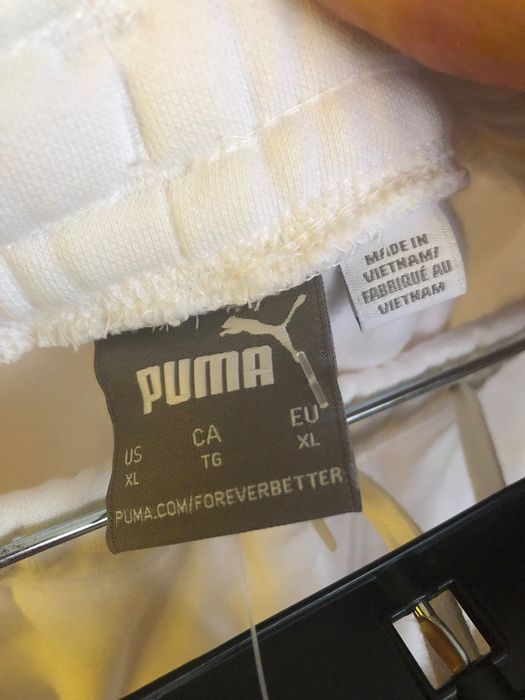 MADE IN
VIETNAM/
FABRIQUÉ AU
VIETNAM
PUMA
US
XL
CA
TG
EU
XL
PUMA.COM/FOREVERBETTER